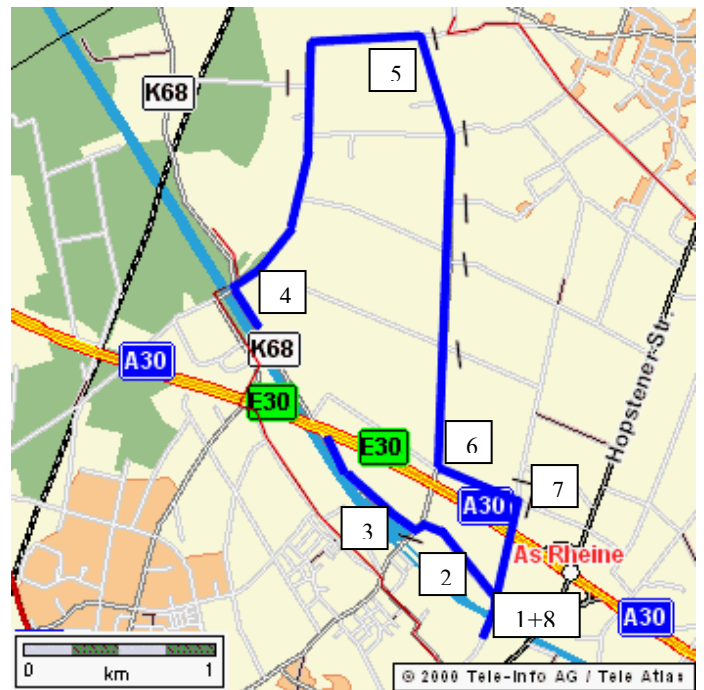 5
K68
4
Hopstener-Str.
K68
A30
E30
E30
6
A30
7
3
As Rheine
2
1+8
A30
0 km 1
© 2000 Tele-Info AG / Tele Atlas